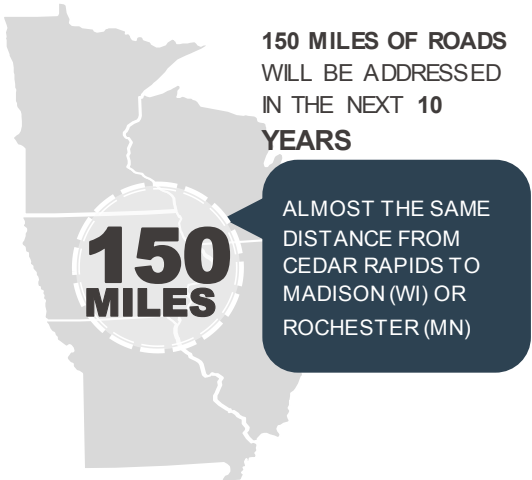 150 MILES OF ROADS
WILL BE ADDRESSED
IN THE NEXT 10
YEARS
150
MILES
ALMOST THE SAME
DISTANCE FROM
CEDAR RAPIDS TO
MADISON (WI) OR
ROCHESTER (MN)